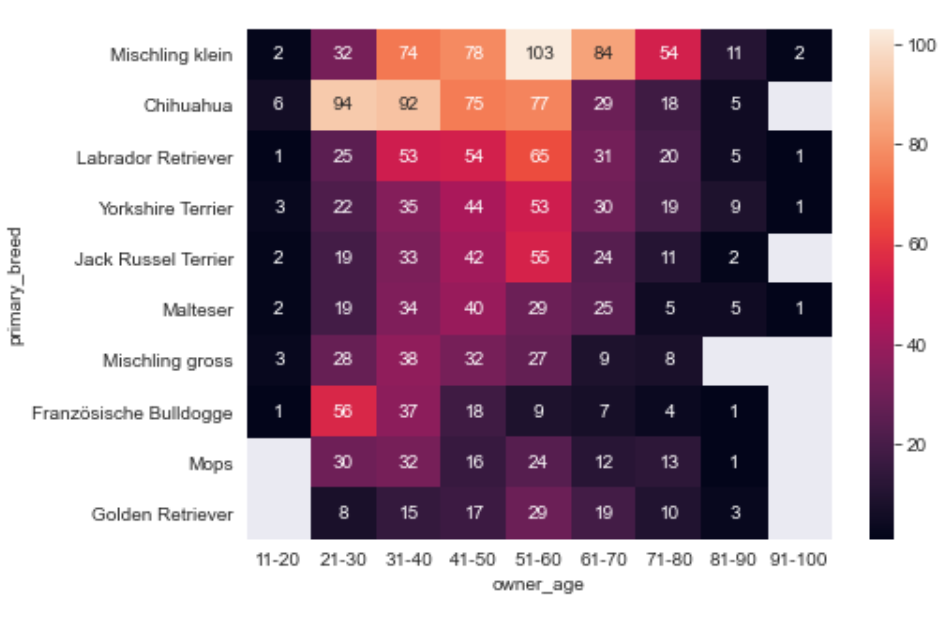 Mischling klein 2 32 74 78 103 84 54 11 2
Chihuahua 6 94 92 75 77 29 18 5
Labrador Retriever 1 25 53 54 65 31 20 5 1
Yorkshire Terrier 3 22 35 44 53 30 19 9 1
Jack Russel Terrier 2 19 33 42 55 24 11 2
Malteser 2 19 34 40 29 25 5 5 1
Mischling gross 3 28 38 32 27 9 8
Französische Bulldogge 1 56 37 18 9 7 4 1
Mops 30 32 16 24 12 13 1
Golden Retriever 8 15 17 29 19 10 3
11-20 21-30 31-40 41-50 51-60 61-70 71-80 81-90 91-100
owner_age
primary_breed
100
80
60
40
20